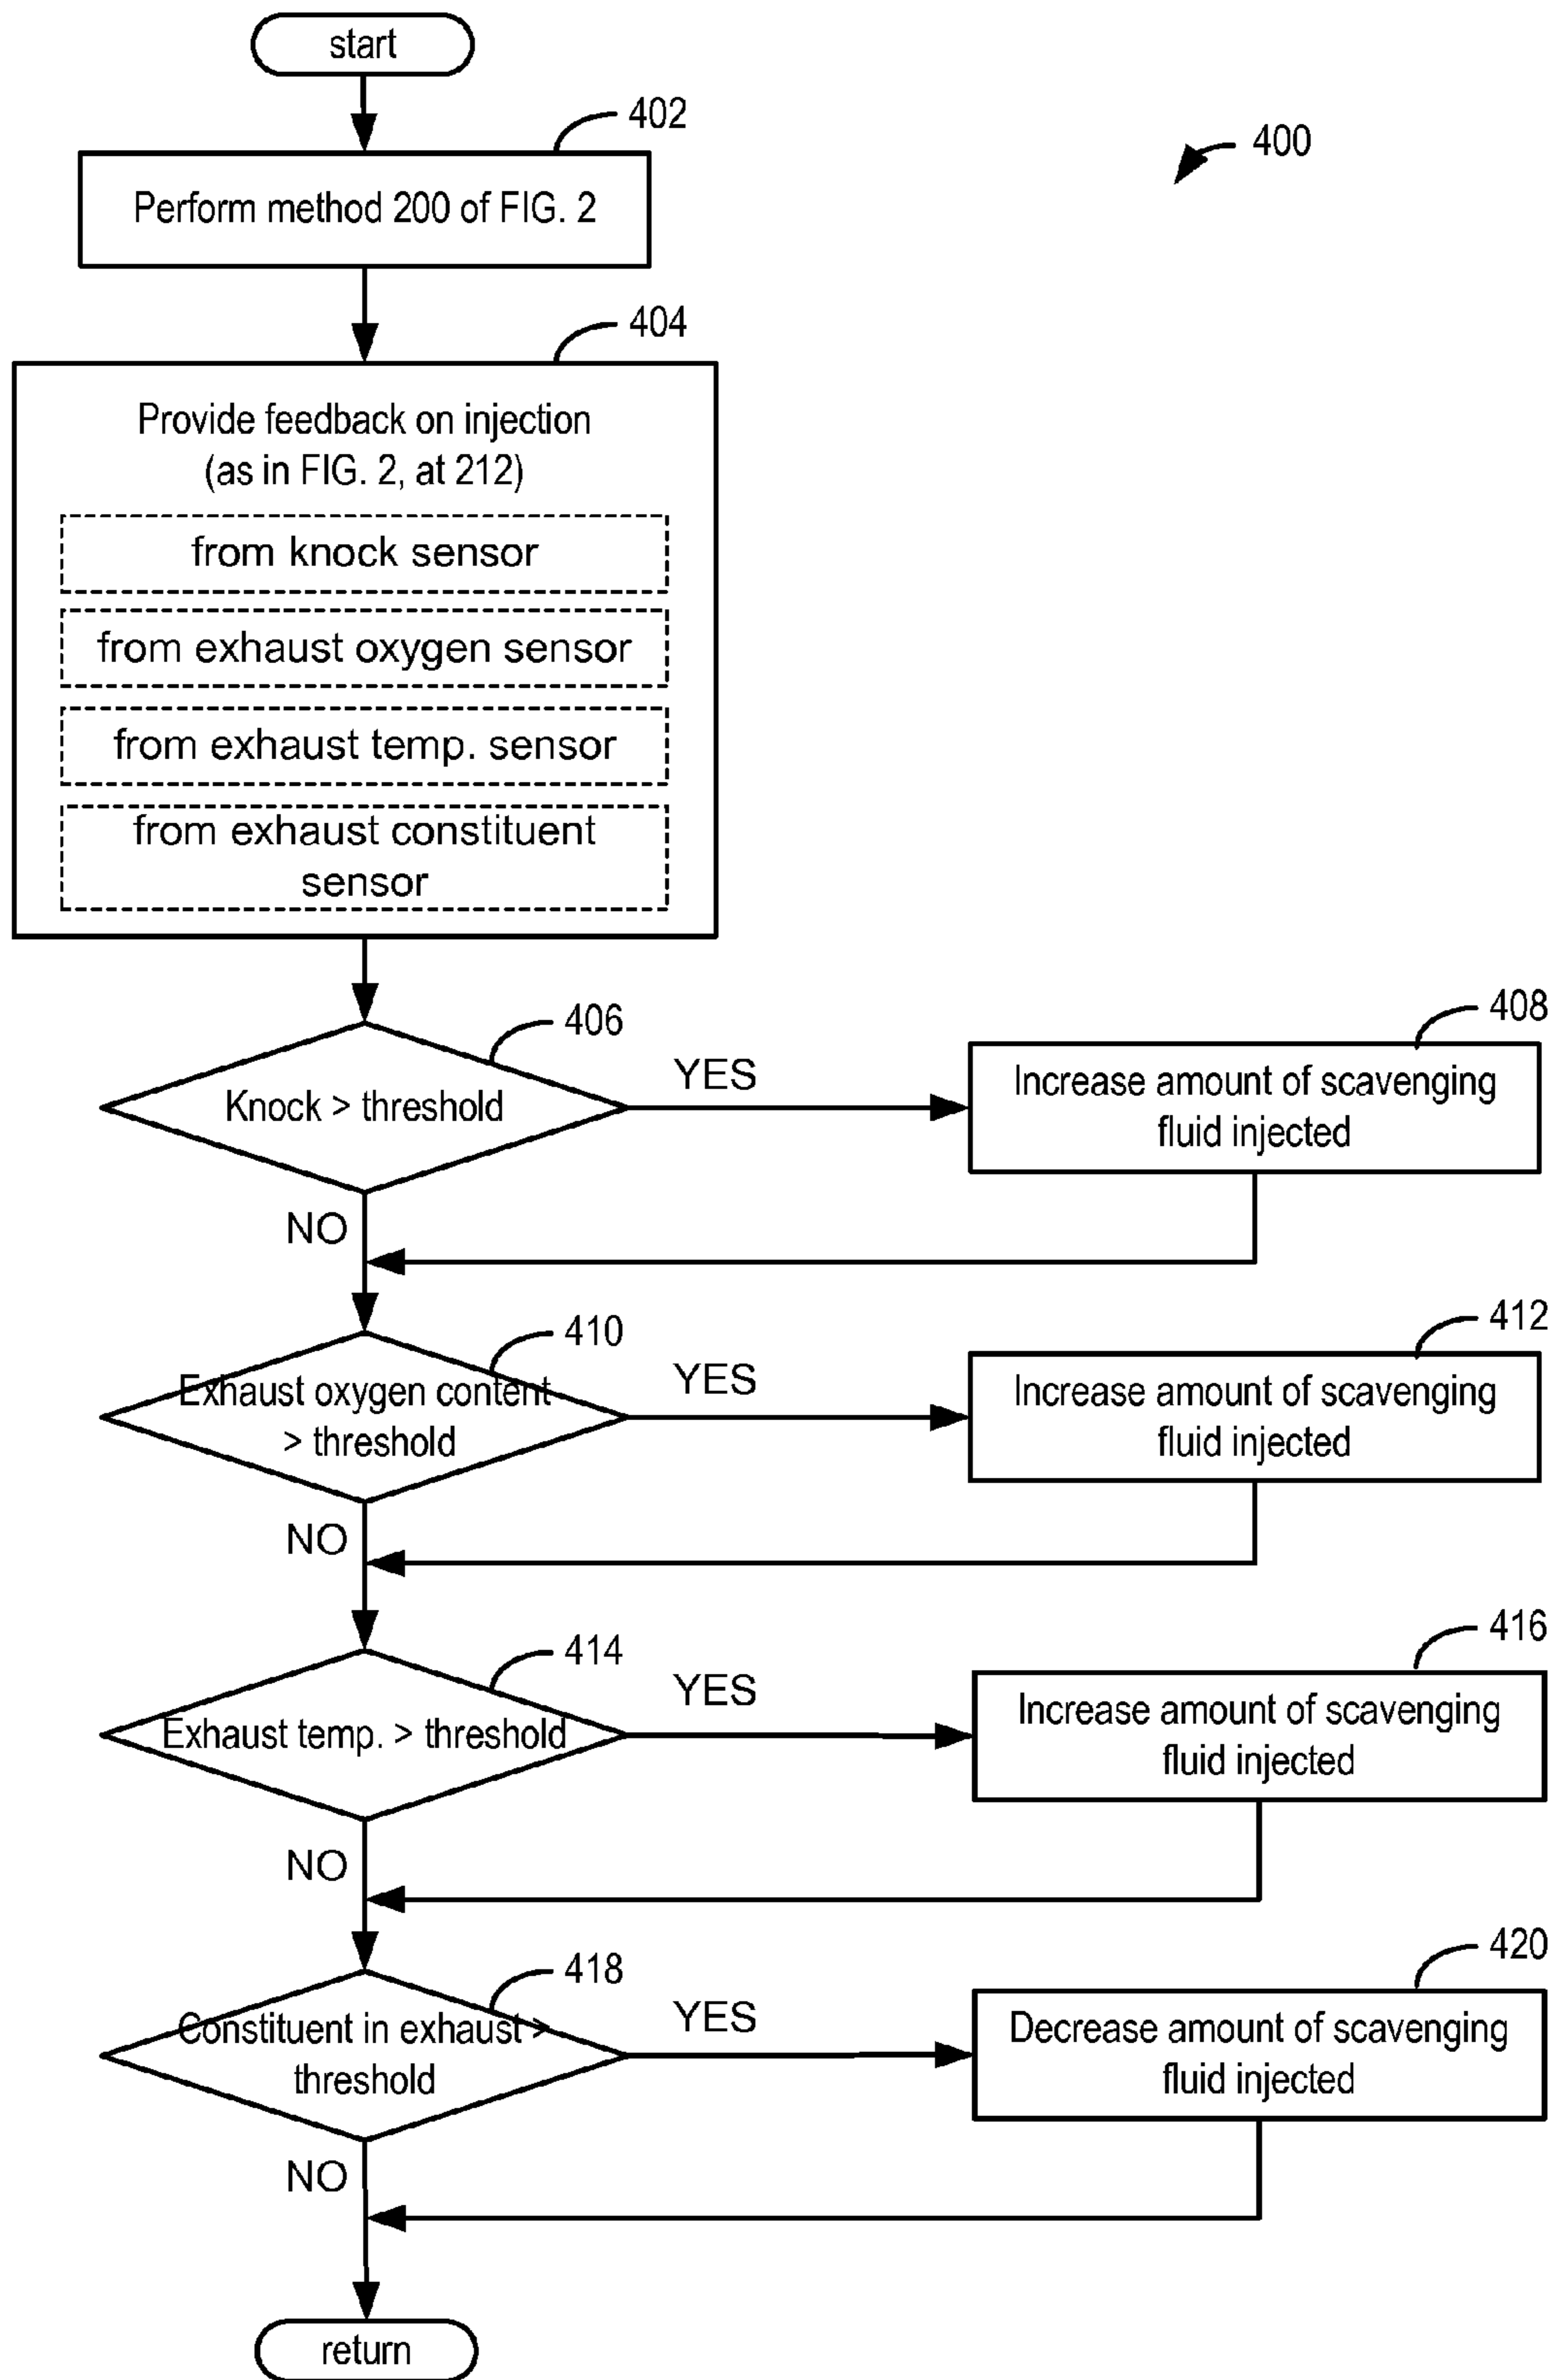 start
402
400
Perform method 200 of FIG. 2
404
Provide feedback on injection
(as in FIG. 2, at 212)
from knock sensor
from exhaust oxygen sensor
from exhaust temp. sensor
from exhaust constituent
sensor
406
408
Knock > threshold
YES
Increase amount of scavenging
fluid injected
NO
410
412
Exhaust oxygen content
> threshold
YES
Increase amount of scavenging
fluid injected
NO
414
416
Exhaust temp. > threshold
YES
Increase amount of scavenging
fluid injected
NO
418
420
Constituent in exhaust >
threshold
YES
Decrease amount of scavenging
fluid injected
NO
return